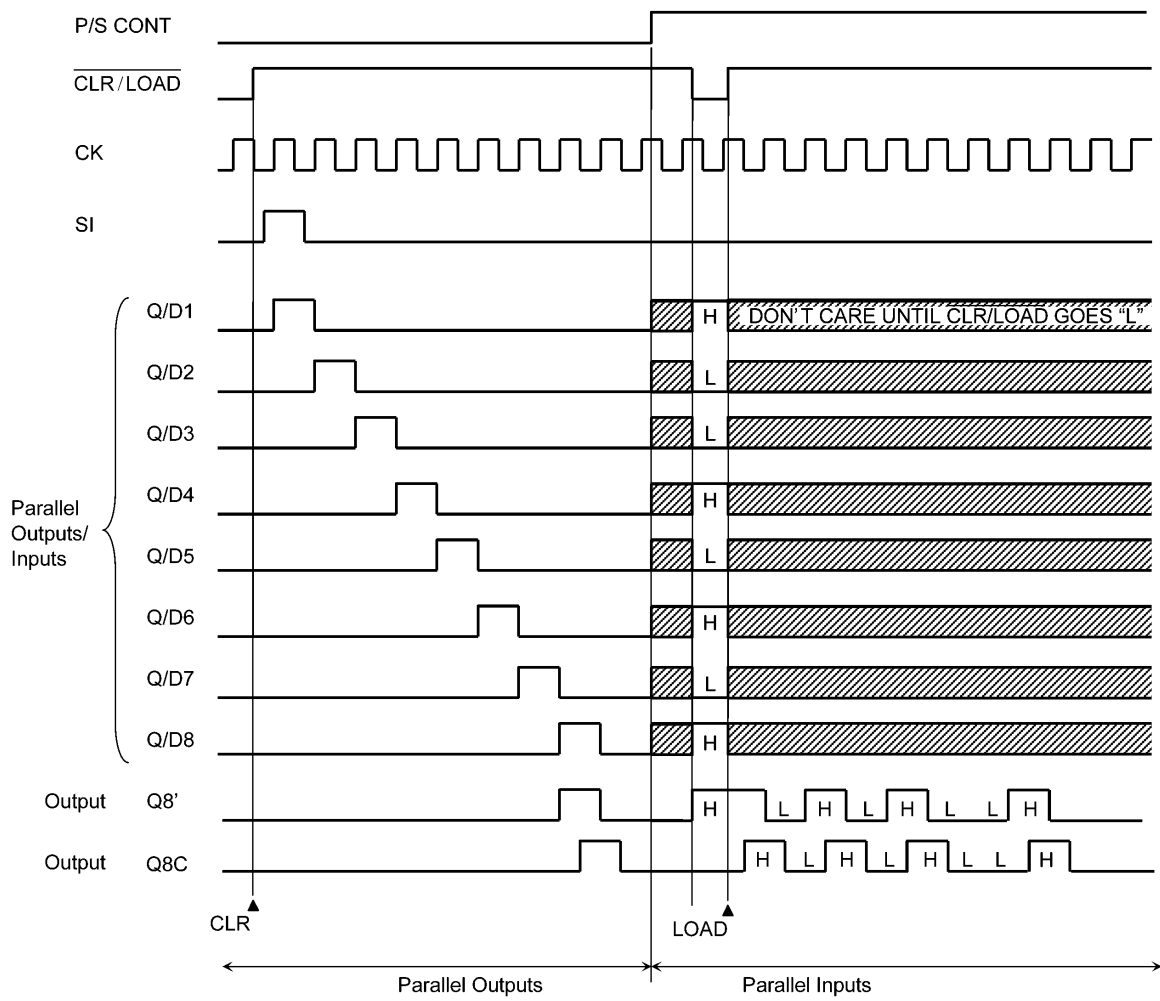 P/S CONT
CLR/LOAD
CK
SI
Q/D1 H DON'T CARE UNTIL CLR/LOAD GOES “L”
Q/D2 L
Q/D3 L
Q/D4 H
Parallel
Outputs/
Inputs
Q/D5 L
Q/D6 H
Q/D7 L
Q/D8 H
Output Q8’ H L H L H L L H
Output Q8C H L H L H L L H
CLR LOAD
Parallel Outputs Parallel Inputs